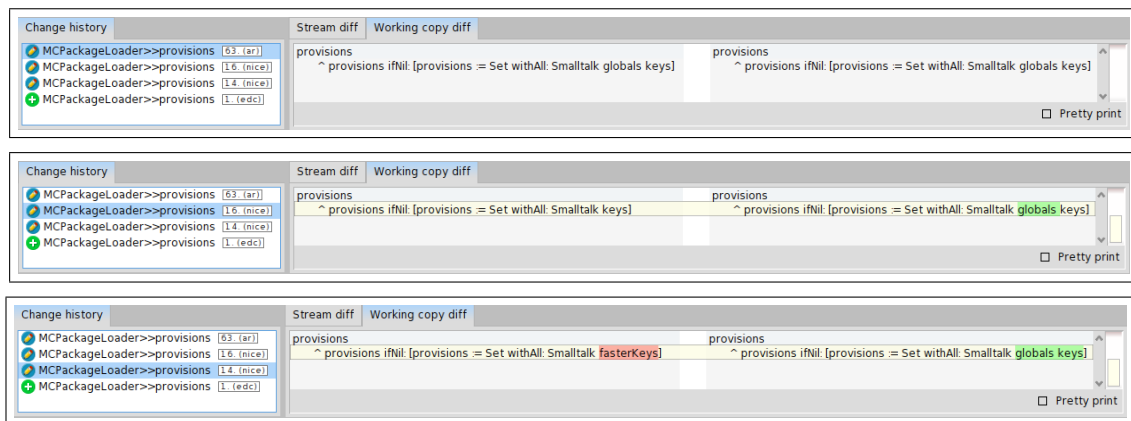 Change history
Stream diff Working copy diff
MCPackageLoader>>provisions 63. (ar)
MCPackageLoader>>provisions 16. (nice)
MCPackageLoader>>provisions 14. (nice)
MCPackageLoader>>provisions 1. (edc)
provisions
^ provisions ifNil: [provisions := Set withAll: Smalltalk globals keys]
provisions
^ provisions ifNil: [provisions := Set withAll: Smalltalk globals keys]
Pretty print
Change history
Stream diff Working copy diff
MCPackageLoader>>provisions 63. (ar)
MCPackageLoader>>provisions 16. (nice)
MCPackageLoader>>provisions 14. (nice)
MCPackageLoader>>provisions 1. (edc)
provisions
^ provisions ifNil: [provisions := Set withAll: Smalltalk keys]
provisions
^ provisions ifNil: [provisions := Set withAll: Smalltalk globals keys]
Pretty print
Change history
Stream diff Working copy diff
MCPackageLoader>>provisions 63. (ar)
MCPackageLoader>>provisions 16. (nice)
MCPackageLoader>>provisions 14. (nice)
MCPackageLoader>>provisions 1. (edc)
provisions
^ provisions ifNil: [provisions := Set withAll: Smalltalk fasterKeys]
provisions
^ provisions ifNil: [provisions := Set withAll: Smalltalk globals keys]
Pretty print